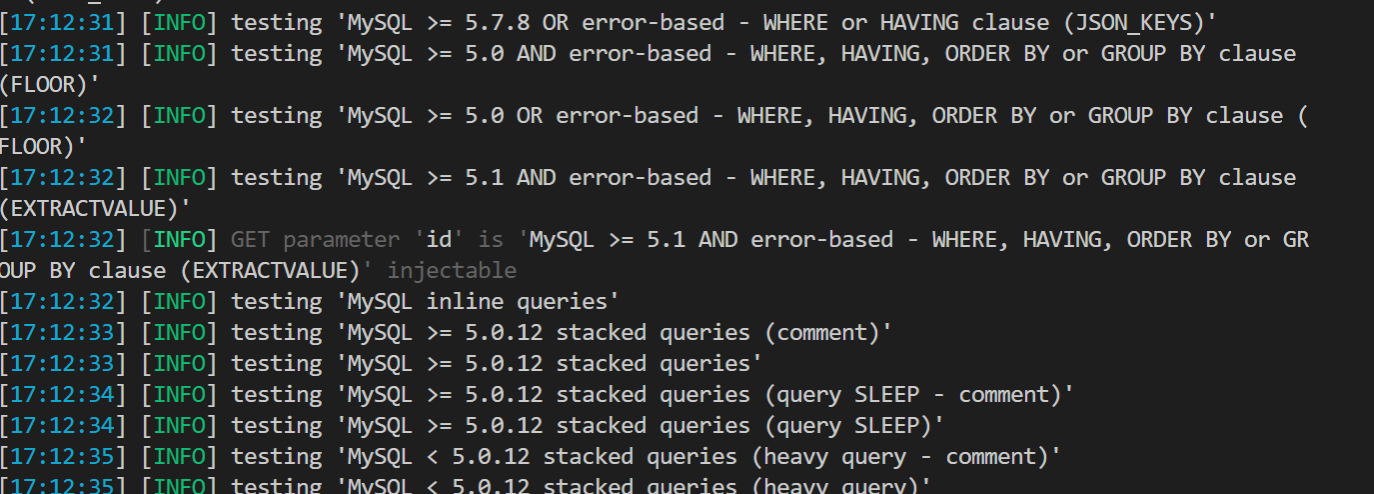 [17:12:31] [INFO] testing 'MySQL >= 5.7.8 OR error-based - WHERE or HAVING clause (JSON_KEYS)'
[17:12:31] [INFO] testing 'MySQL >= 5.0 AND error-based - WHERE, HAVING, ORDER BY or GROUP BY clause
(FLOOR)'
[17:12:32] [INFO] testing 'MySQL >= 5.0 OR error-based - WHERE, HAVING, ORDER BY or GROUP BY clause (
FLOOR)'
[17:12:32] [INFO] testing 'MySQL >= 5.1 AND error-based - WHERE, HAVING, ORDER BY or GROUP BY clause
(EXTRACTVALUE)'
[17:12:32] [INFO] GET parameter 'id' is 'MySQL >= 5.1 AND error-based - WHERE, HAVING, ORDER BY or GR
OUP BY clause (EXTRACTVALUE)' injectable
[17:12:32] [INFO] testing 'MySQL inline queries'
[17:12:33] [INFO] testing 'MySQL >= 5.0.12 stacked queries (comment)'
[17:12:33] [INFO] testing 'MySQL >= 5.0.12 stacked queries'
[17:12:34] [INFO] testing 'MySQL >= 5.0.12 stacked queries (query SLEEP - comment)'
[17:12:34] [INFO] testing 'MySQL >= 5.0.12 stacked queries (query SLEEP)'
[17:12:35] [INFO] testing 'MySQL < 5.0.12 stacked queries (heavy query - comment)'
[17:12:35] [INFO] testing 'MySQL < 5.0.12 stacked queries (heavy query)'